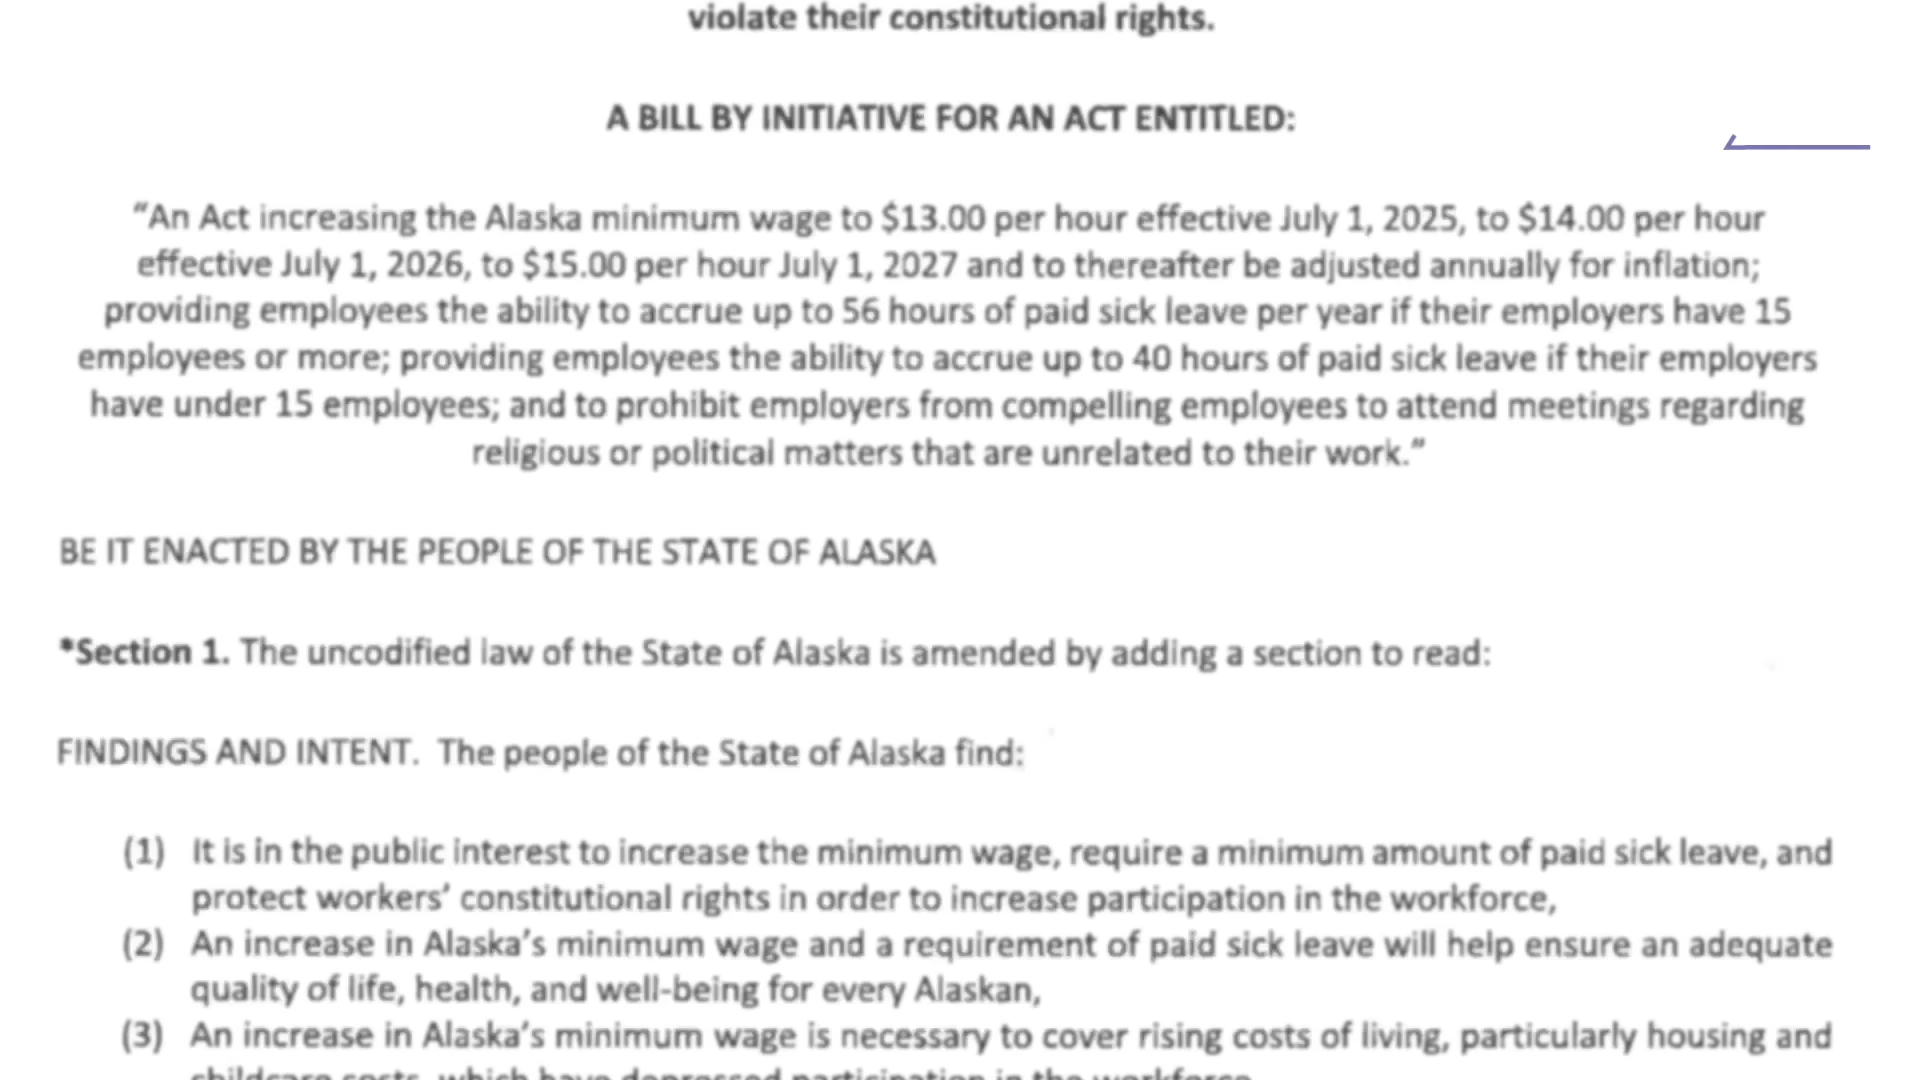 violate their constitutional rights.
A BILL BY INITIATIVE FOR AN ACT ENTITLED:
“An Act increasing the Alaska minimum wage to $13.00 per hour effective July 1, 2025, to $14.00 per hour
effective July 1, 2026, to $15.00 per hour July 1, 2027 and to thereafter be adjusted annually for inflation;
providing employees the ability to accrue up to 56 hours of paid sick leave per year if their employers have 15
employees or more; providing employees the ability to accrue up to 40 hours of paid sick leave if their employers
have under 15 employees; and to prohibit employers from compelling employees to attend meetings regarding
religious or political matters that are unrelated to their work.”
BE IT ENACTED BY THE PEOPLE OF THE STATE OF ALASKA
*Section 1. The uncodified law of the State of Alaska is amended by adding a section to read:
FINDINGS AND INTENT. The people of the State of Alaska find:
(1) It is in the public interest to increase the minimum wage, require a minimum amount of paid sick leave, and
protect workers’ constitutional rights in order to increase participation in the workforce,
(2) An increase in Alaska’s minimum wage and a requirement of paid sick leave will help ensure an adequate
quality of life, health, and well-being for every Alaskan,
(3) An increase in Alaska’s minimum wage is necessary to cover rising costs of living, particularly housing and
childcare costs, which have depressed participation in the workforce